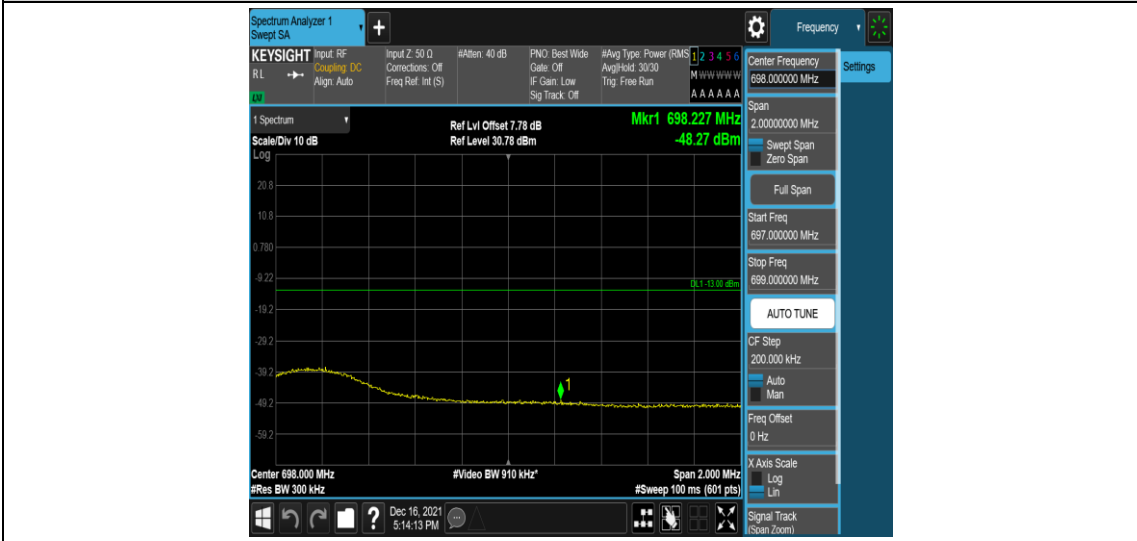 Spectrum Analyzer 1
Swept SA
+
Frequency
KEYSIGHT
RL
Input: RF
Coupling: DC
Align: Auto
Input Z: 50 Ω
Corrections: Off
Freq Ref: Int (S)
#Atten: 40 dB
PNO: Best Wide
Gate: Off
IF Gain: Low
Sig Track: Off
#Avg Type: Power (RMS
Avg|Hold: 30/30
Trig: Free Run
1 2 3 4 5 6
M W W W W W
A A A A A A
1 Spectrum
Scale/Div 10 dB
Log
Ref Lvl Offset 7.78 dB
Ref Level 30.78 dBm
Mkr1 698.227 MHz
-48.27 dBm
20.8
10.8
0.780
-9.22
-19.2
-29.2
-39.2
-49.2
-59.2
DL1 -13.00 dBm
1
Center 698.000 MHz
#Res BW 300 kHz
#Video BW 910 kHz*
Span 2.000 MHz
#Sweep 100 ms (601 pts)
?
Dec 16, 2021
5:14:13 PM
Center Frequency
698.000000 MHz
Settings
Span
2.00000000 MHz
Swept Span
Zero Span
Full Span
Start Freq
697.000000 MHz
Stop Freq
699.000000 MHz
AUTO TUNE
CF Step
200.000 kHz
Auto
Man
Freq Offset
0 Hz
X Axis Scale
Log
Lin
Signal Track
(Span Zoom)